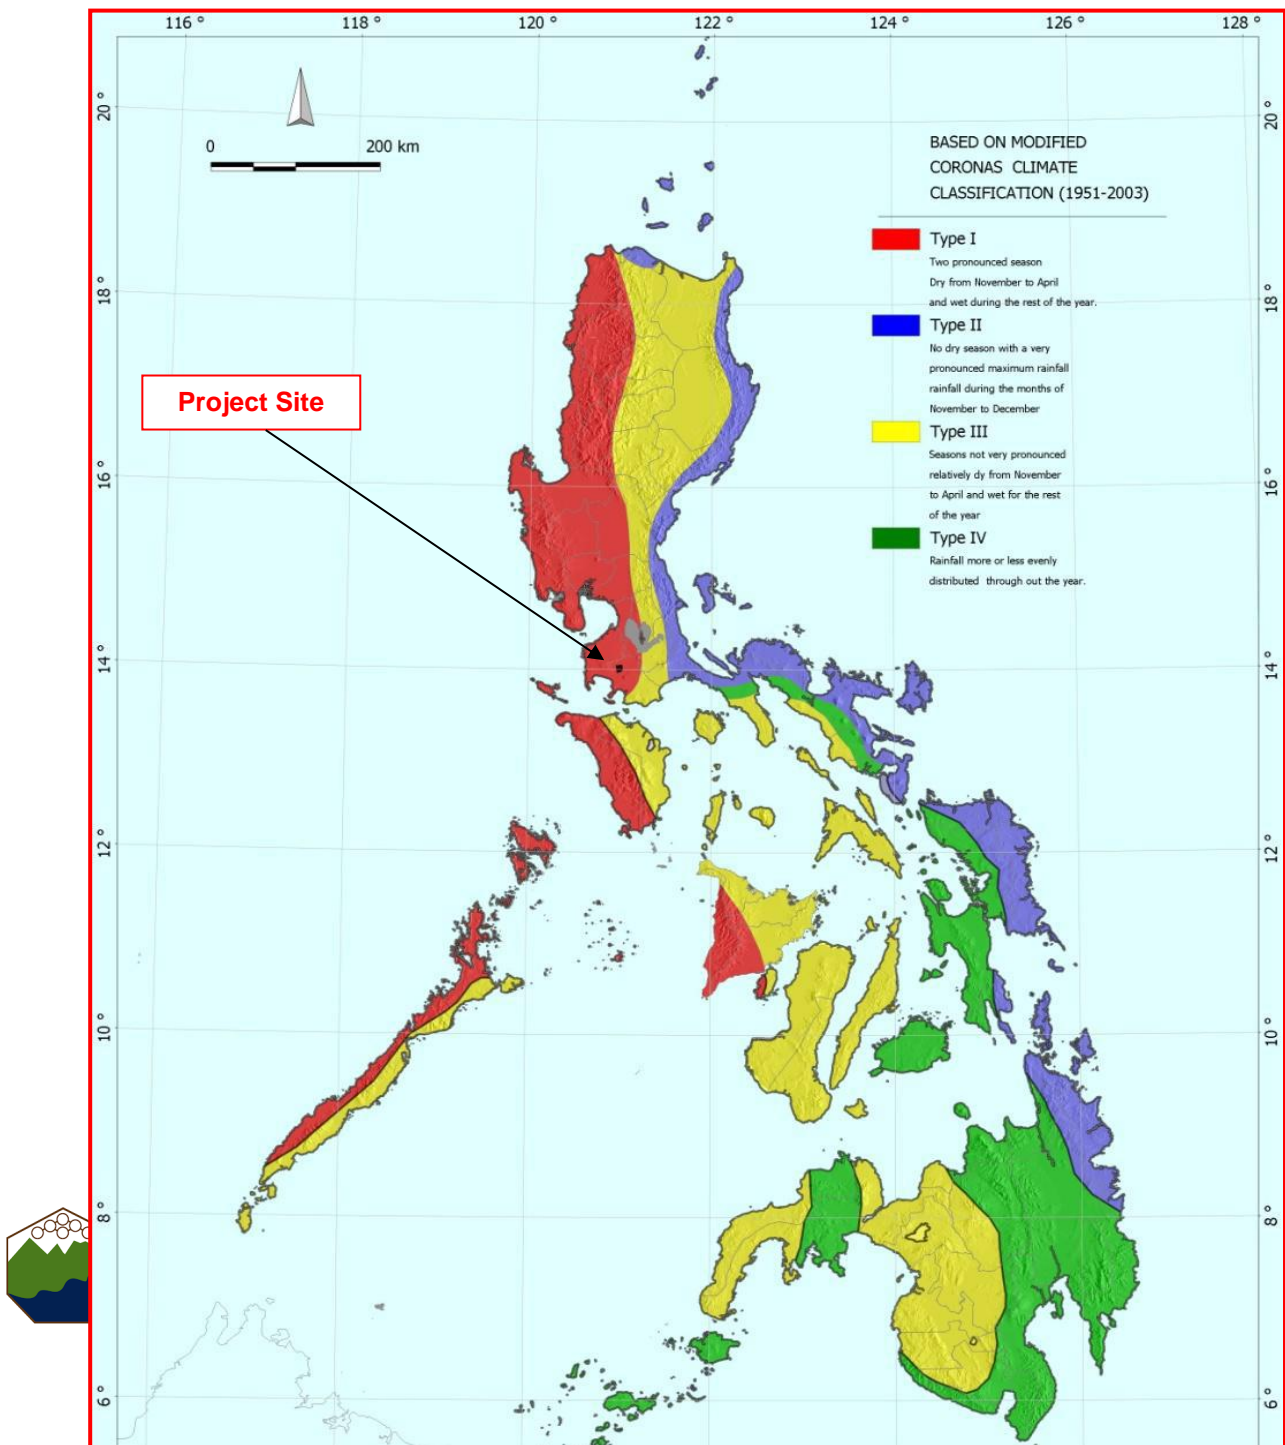 116 °
118 °
120 °
122 °
124 °
126 °
128 °
20 °
20 °
0
200 km
BASED ON MODIFIED
CORONAS CLIMATE
CLASSIFICATION (1951-2003)
Type I
Two pronounced season
Dry from November to April
and wet during the rest of the year.
18 °
18 °
Type II
No dry season with a very
pronounced maximum rainfall
rainfall during the months of
November to December
Project Site
Type III
Seasons not very pronounced
relatively dy from November
to April and wet for the rest
of the year
16 °
16 °
Type IV
Rainfall more or less evenly
distributed through out the year.
14 °
14 °
12 °
12 °
10 °
10 °
8 °
8 °
6 °
6 °